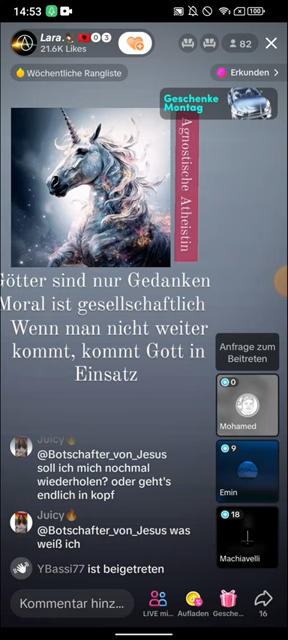 14:53
100
Lara.
0 3
21.6K Likes
82
Wöchentliche Rangliste
Erkunden >
Geschenke
Montag
Agnostische Atheistin
Götter sind nur Gedanken
Moral ist gesellschaftlich
Wenn man nicht weiter
kommt, kommt Gott in
Einsatz
Anfrage zum
Beitreten
0
Mohamed
9
Emin
18
Machiavelli
Juicy🔥
@Botschafter_von_Jesus
soll ich mich nochmal
wiederholen? oder geht's
endlich in kopf
Juicy🔥
@Botschafter_von_Jesus was
weiß ich
YBassi77 ist beigetreten
Kommentar hinz...
LIVE mi...
Aufladen
Gesche...
16